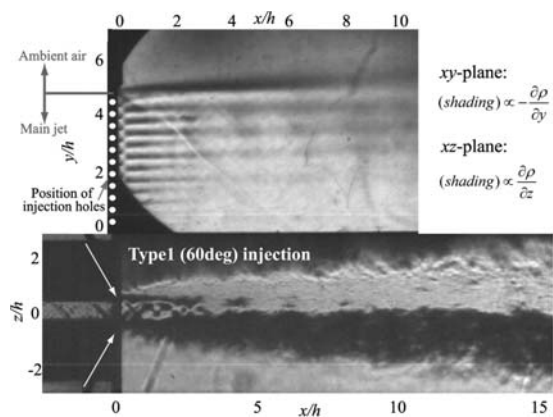 x/h
0 2 4 6 8 10
Ambient air
Main jet
y/h
6
4
2
0
Position of
injection holes
xy-plane:
(shading) ∝ -∂ρ/∂y
xz-plane:
(shading) ∝ ∂ρ/∂z
Type1 (60deg) injection
z/h
2
0
-2
0 5 10 15
x/h